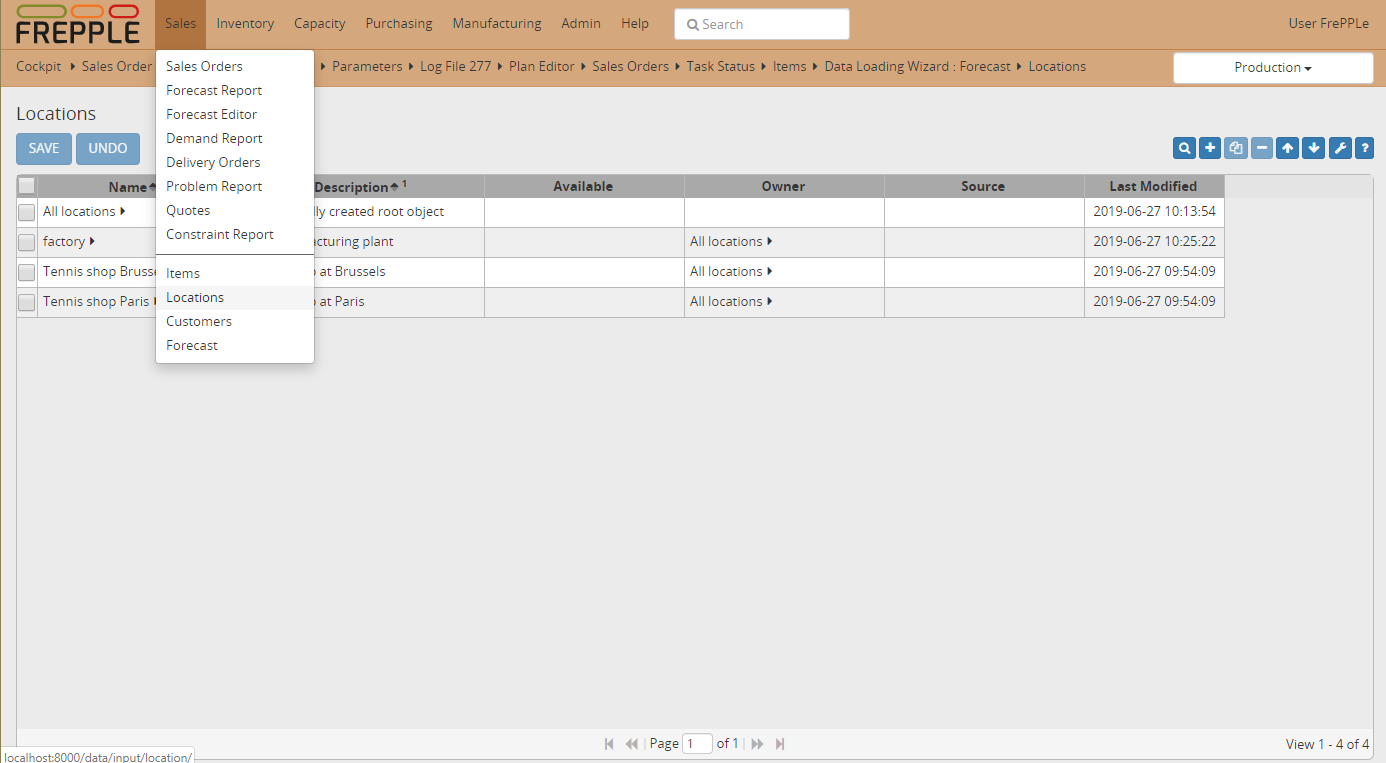 FREPPLE
Sales Inventory Capacity Purchasing Manufacturing Admin Help Search User FrePPLe
Cockpit Sales Order Parameters Log File 277 Plan Editor Sales Orders Task Status Items Data Loading Wizard : Forecast Locations Production
Sales Orders
Forecast Report
Forecast Editor
Demand Report
Delivery Orders
Problem Report
Quotes
Constraint Report
Items
Locations
Customers
Forecast
Locations
SAVE UNDO ?
Name Description 1 Available Owner Source Last Modified
All locations lly created root object 2019-06-27 10:13:54
factory acturing plant All locations 2019-06-27 10:25:22
Tennis shop Brusse at Brussels All locations 2019-06-27 09:54:09
Tennis shop Paris at Paris All locations 2019-06-27 09:54:09
Page 1 of 1 View 1 - 4 of 4
localhost:8000/data/input/location/